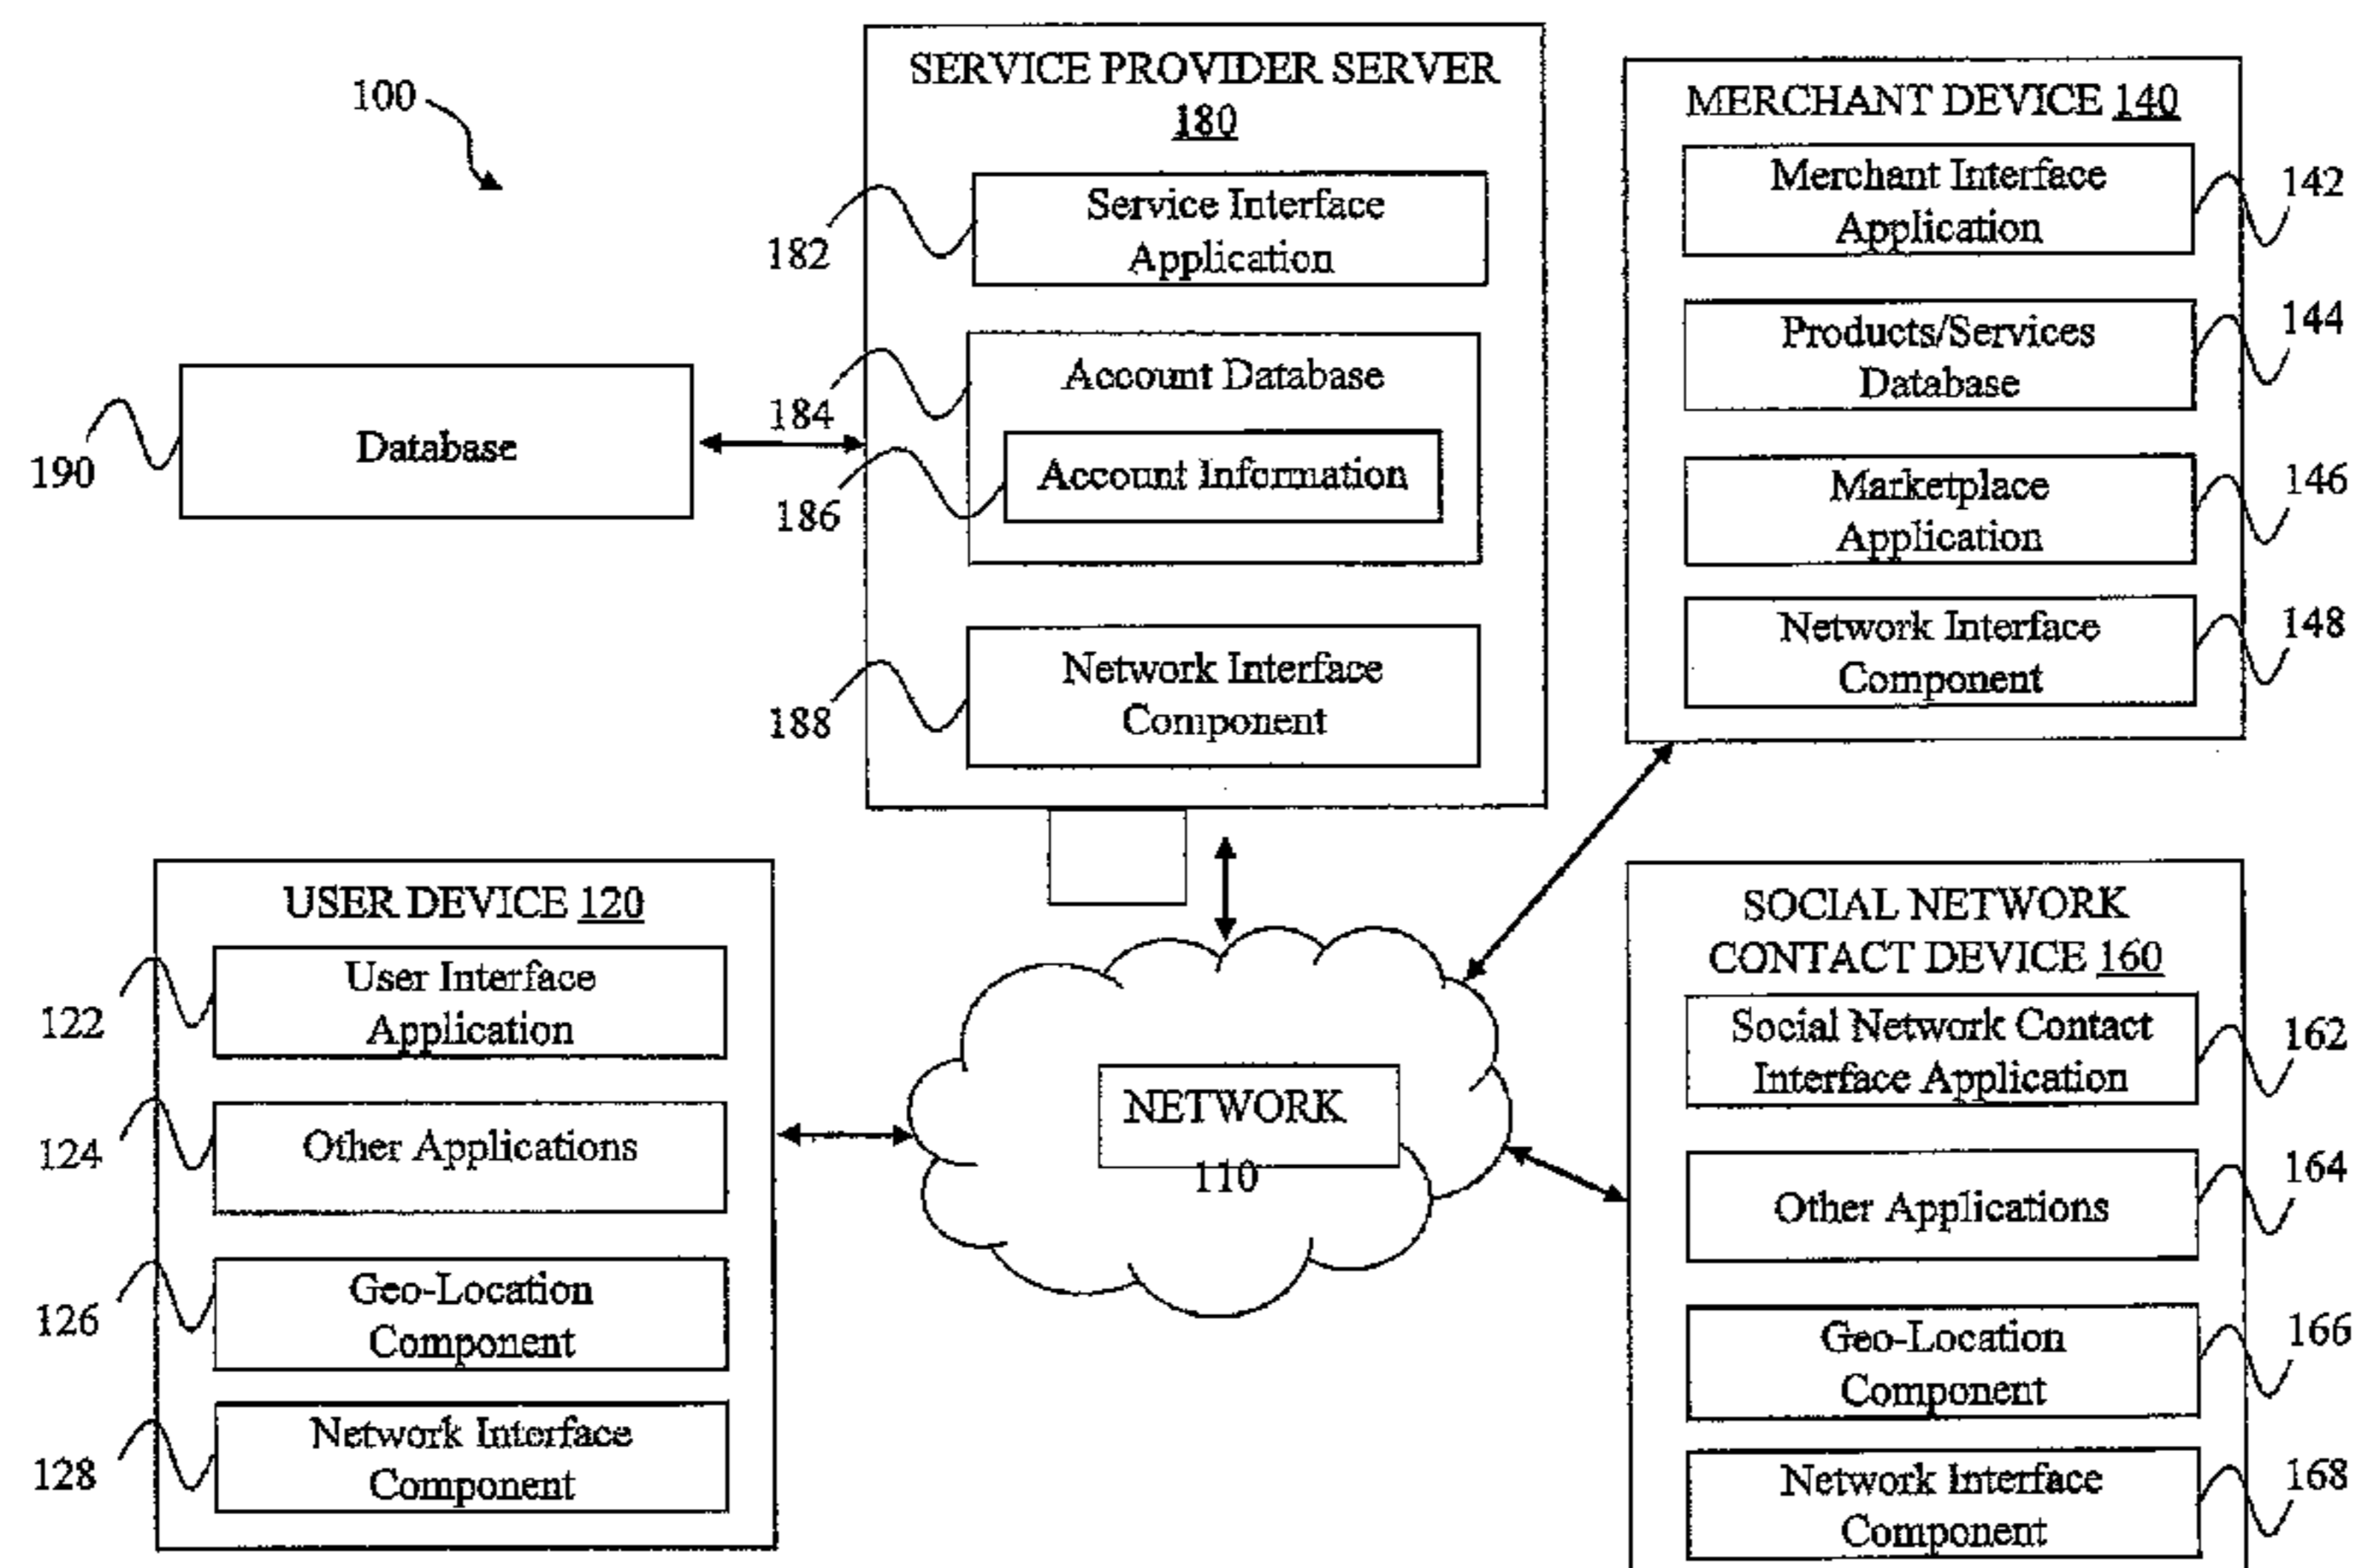 100
SERVICE PROVIDER SERVER
180
182
Service Interface
Application
184
Account Database
186
Account Information
188
Network Interface
Component
190
Database
MERCHANT DEVICE 140
Merchant Interface
Application
142
Products/Services
Database
144
Marketplace
Application
146
Network Interface
Component
148
USER DEVICE 120
122
User Interface
Application
124
Other Applications
126
Geo-Location
Component
128
Network Interface
Component
NETWORK
110
SOCIAL NETWORK
CONTACT DEVICE 160
Social Network Contact
Interface Application
162
Other Applications
164
Geo-Location
Component
166
Network Interface
Component
168